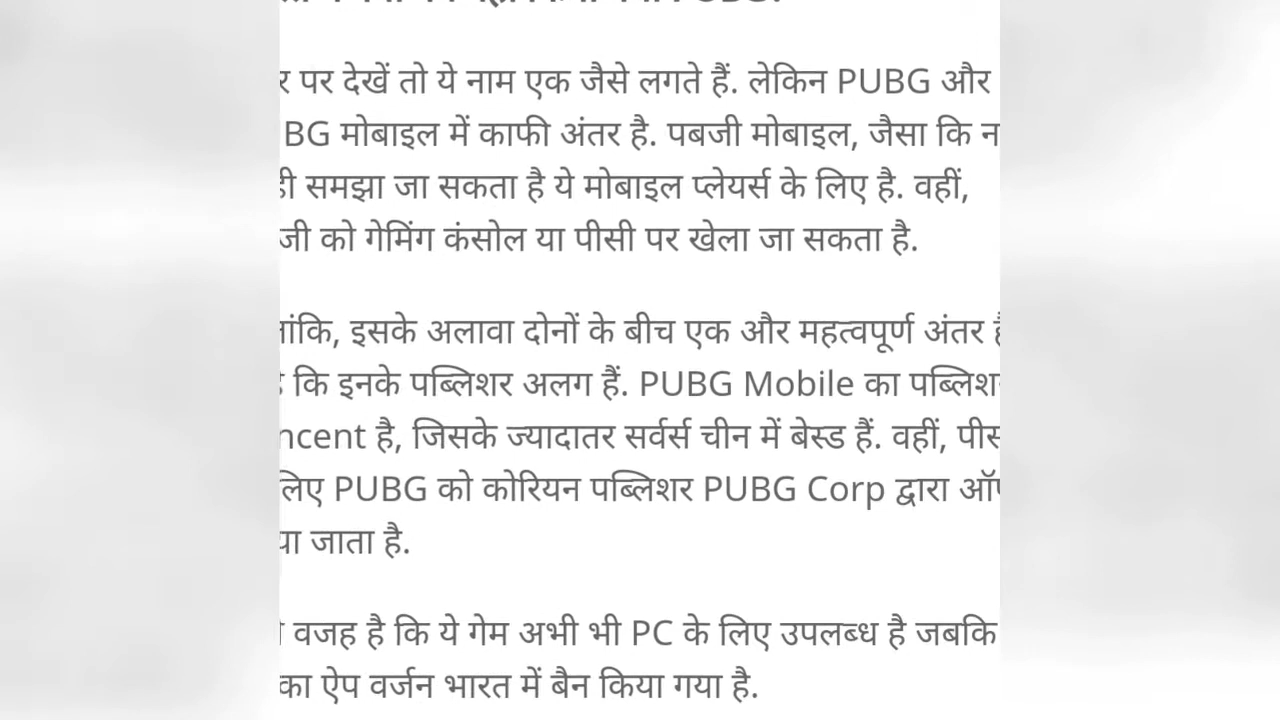 पर देखें तो ये नाम एक जैसे लगते हैं. लेकिन PUBG और
BG मोबाइल में काफी अंतर है. पबजी मोबाइल, जैसा कि
समझा जा सकता है ये मोबाइल प्लेयर्स के लिए है. वहीं,
जी को गेमिंग कंसोल या पीसी पर खेला जा सकता है.
इसके अलावा दोनों के बीच एक और महत्वपूर्ण अंतर
कि इनके पब्लिशर अलग हैं. PUBG Mobile का
ncent है, जिसके ज्यादातर सर्वर्स चीन में बेस्ड हैं. वहीं,
लिए PUBG को कोरियन पब्लिशर PUBG Corp द्वारा
जाता है.
वजह है कि ये गेम अभी भी PC के लिए उपलब्ध है जबकि
का ऐप वर्जन भारत में बैन किया गया है.